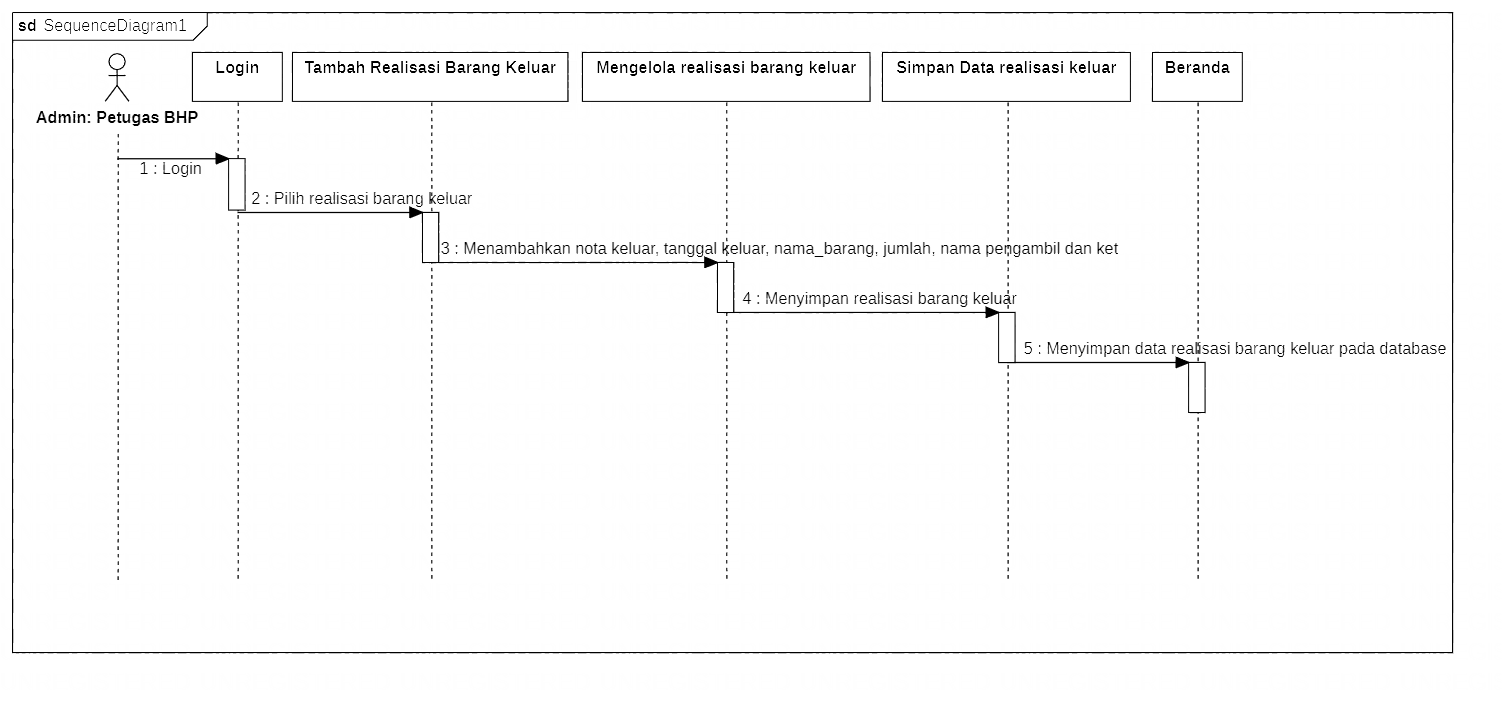 sd SequenceDiagram1
Login
Tambah Realisasi Barang Keluar
Mengelola realisasi barang keluar
Simpan Data realisasi keluar
Beranda
Admin: Petugas BHP
1 : Login
2 : Pilih realisasi barang keluar
3 : Menambahkan nota keluar, tanggal keluar, nama_barang, jumlah, nama pengambil dan ket
4 : Menyimpan realisasi barang keluar
5 : Menyimpan data realisasi barang keluar pada database